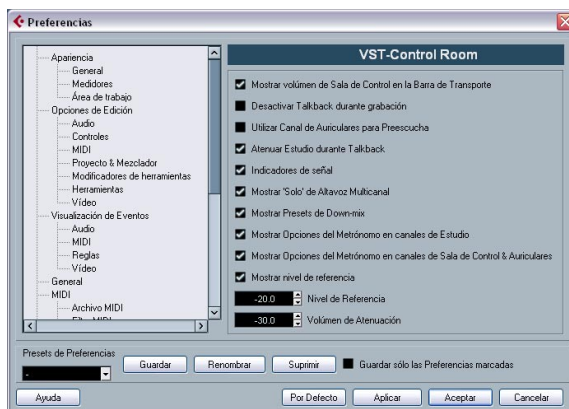 Preferencias
Apariencia
General
Medidores
Área de trabajo
Opciones de Edición
Audio
Controles
MIDI
Proyecto & Mezclador
Modificadores de herramientas
Herramientas
Vídeo
Visualización de Eventos
Audio
MIDI
Reglas
Vídeo
General
MIDI
Archivo MIDI
VST-Control Room
Mostrar volúmen de Sala de Control en la Barra de Transporte
Desactivar Talkback durante grabación
Utilizar Canal de Auriculares para Preescucha
Atenuar Estudio durante Talkback
Indicadores de señal
Mostrar 'Solo' de Altavoz Multicanal
Mostrar Presets de Down-mix
Mostrar Opciones del Metrónomo en canales de Estudio
Mostrar Opciones del Metrónomo en canales de Sala de Control & Auriculares
Mostrar nivel de referencia
-20.0 Nivel de Referencia
-30.0 Volúmen de Atenuación
Presets de Preferencias
-
Guardar
Renombrar
Suprimir
Guardar sólo las Preferencias marcadas
Ayuda
Por Defecto
Aplicar
Aceptar
Cancelar